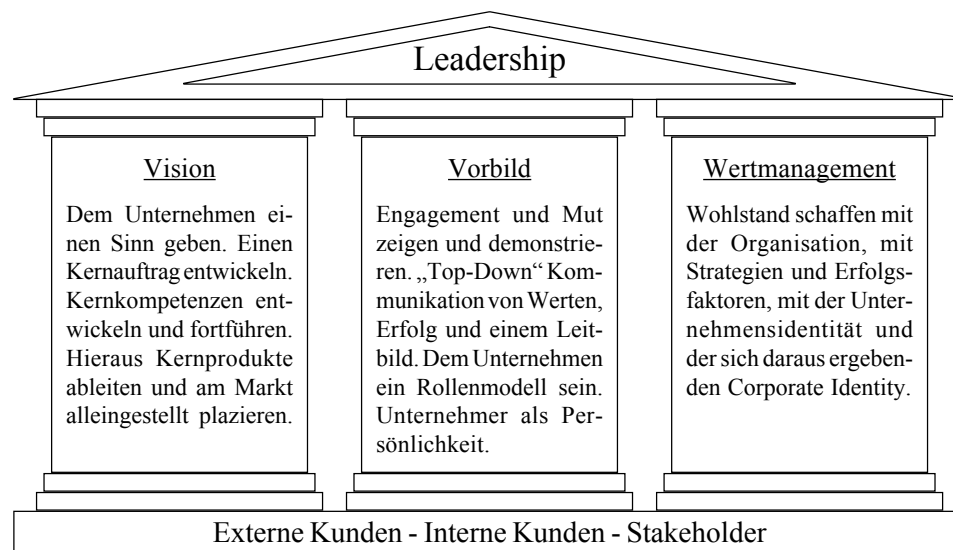 Leadership
Vision
Dem Unternehmen ei-
nen Sinn geben. Einen
Kernauftrag entwickeln.
Kernkompetenzen ent-
wickeln und fortführen.
Hieraus Kernprodukte
ableiten und am Markt
alleingestellt plazieren.
Vorbild
Engagement und Mut
zeigen und demonstrie-
ren. „Top-Down“ Kom-
munikation von Werten,
Erfolg und einem Leit-
bild. Dem Unternehmen
ein Rollenmodell sein.
Unternehmer als Per-
sönlichkeit.
Wertmanagement
Wohlstand schaffen mit
der Organisation, mit
Strategien und Erfolgs-
faktoren, mit der Unter-
nehmensidentität und
der sich daraus ergeben-
den Corporate Identity.
Externe Kunden - Interne Kunden - Stakeholder